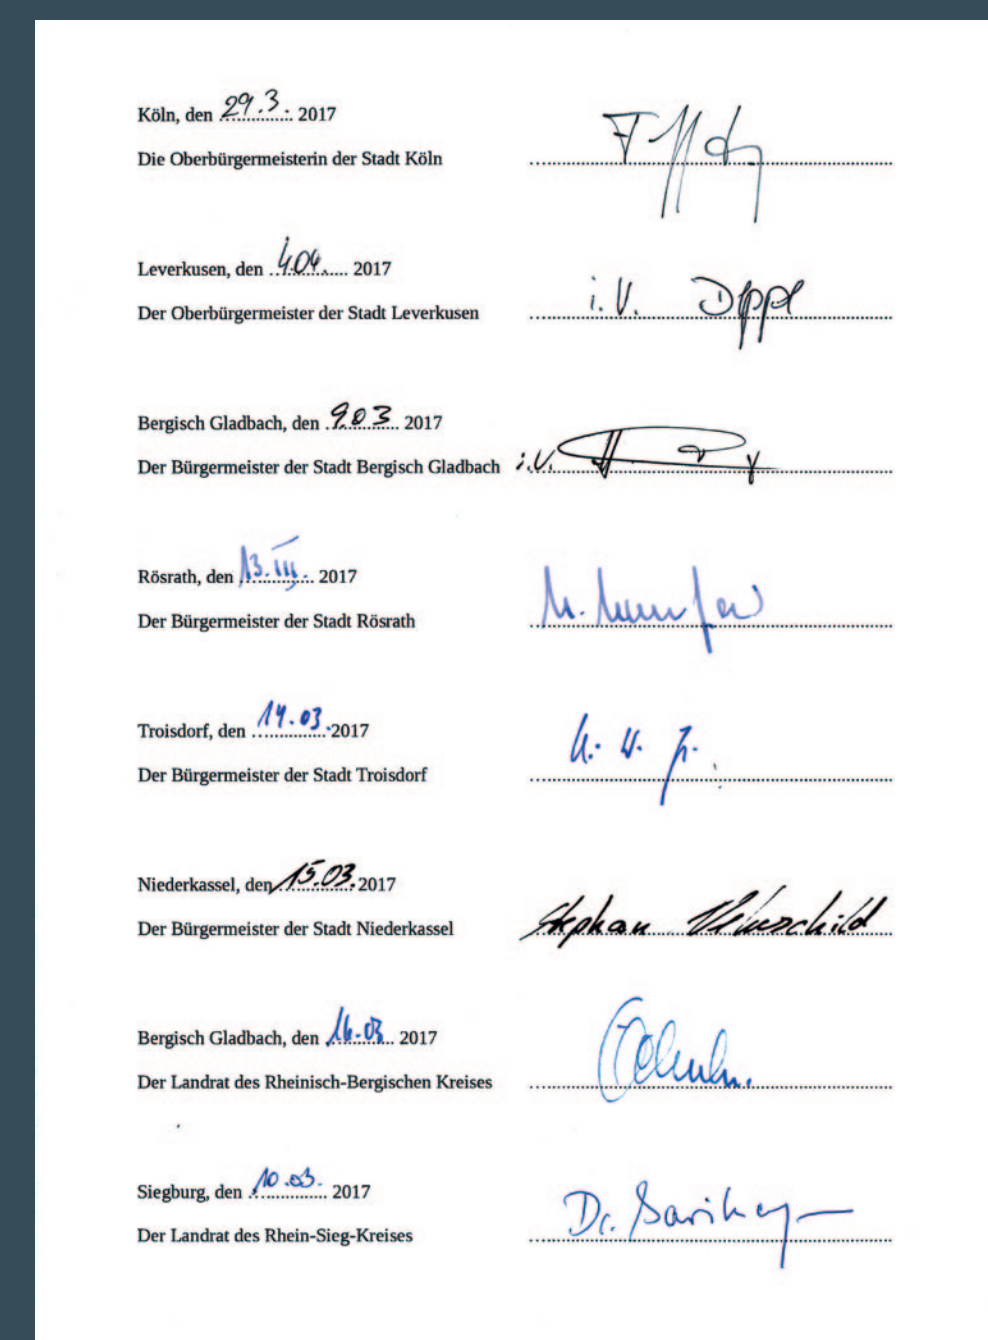 Köln, den 29.3. 2017
Die Oberbürgermeisterin der Stadt Köln
Leverkusen, den 4.04. 2017
Der Oberbürgermeister der Stadt Leverkusen i.V.
Bergisch Gladbach, den 9.03 2017
Der Bürgermeister der Stadt Bergisch Gladbach i.V.
Rösrath, den 13.III. 2017
Der Bürgermeister der Stadt Rösrath
Troisdorf, den 14.03. 2017
Der Bürgermeister der Stadt Troisdorf
Niederkassel, den 15.03. 2017
Der Bürgermeister der Stadt Niederkassel Stephan
Bergisch Gladbach, den 16.03 2017
Der Landrat des Rheinisch-Bergischen Kreises
Siegburg, den 10.03. 2017
Der Landrat des Rhein-Sieg-Kreises Dr.